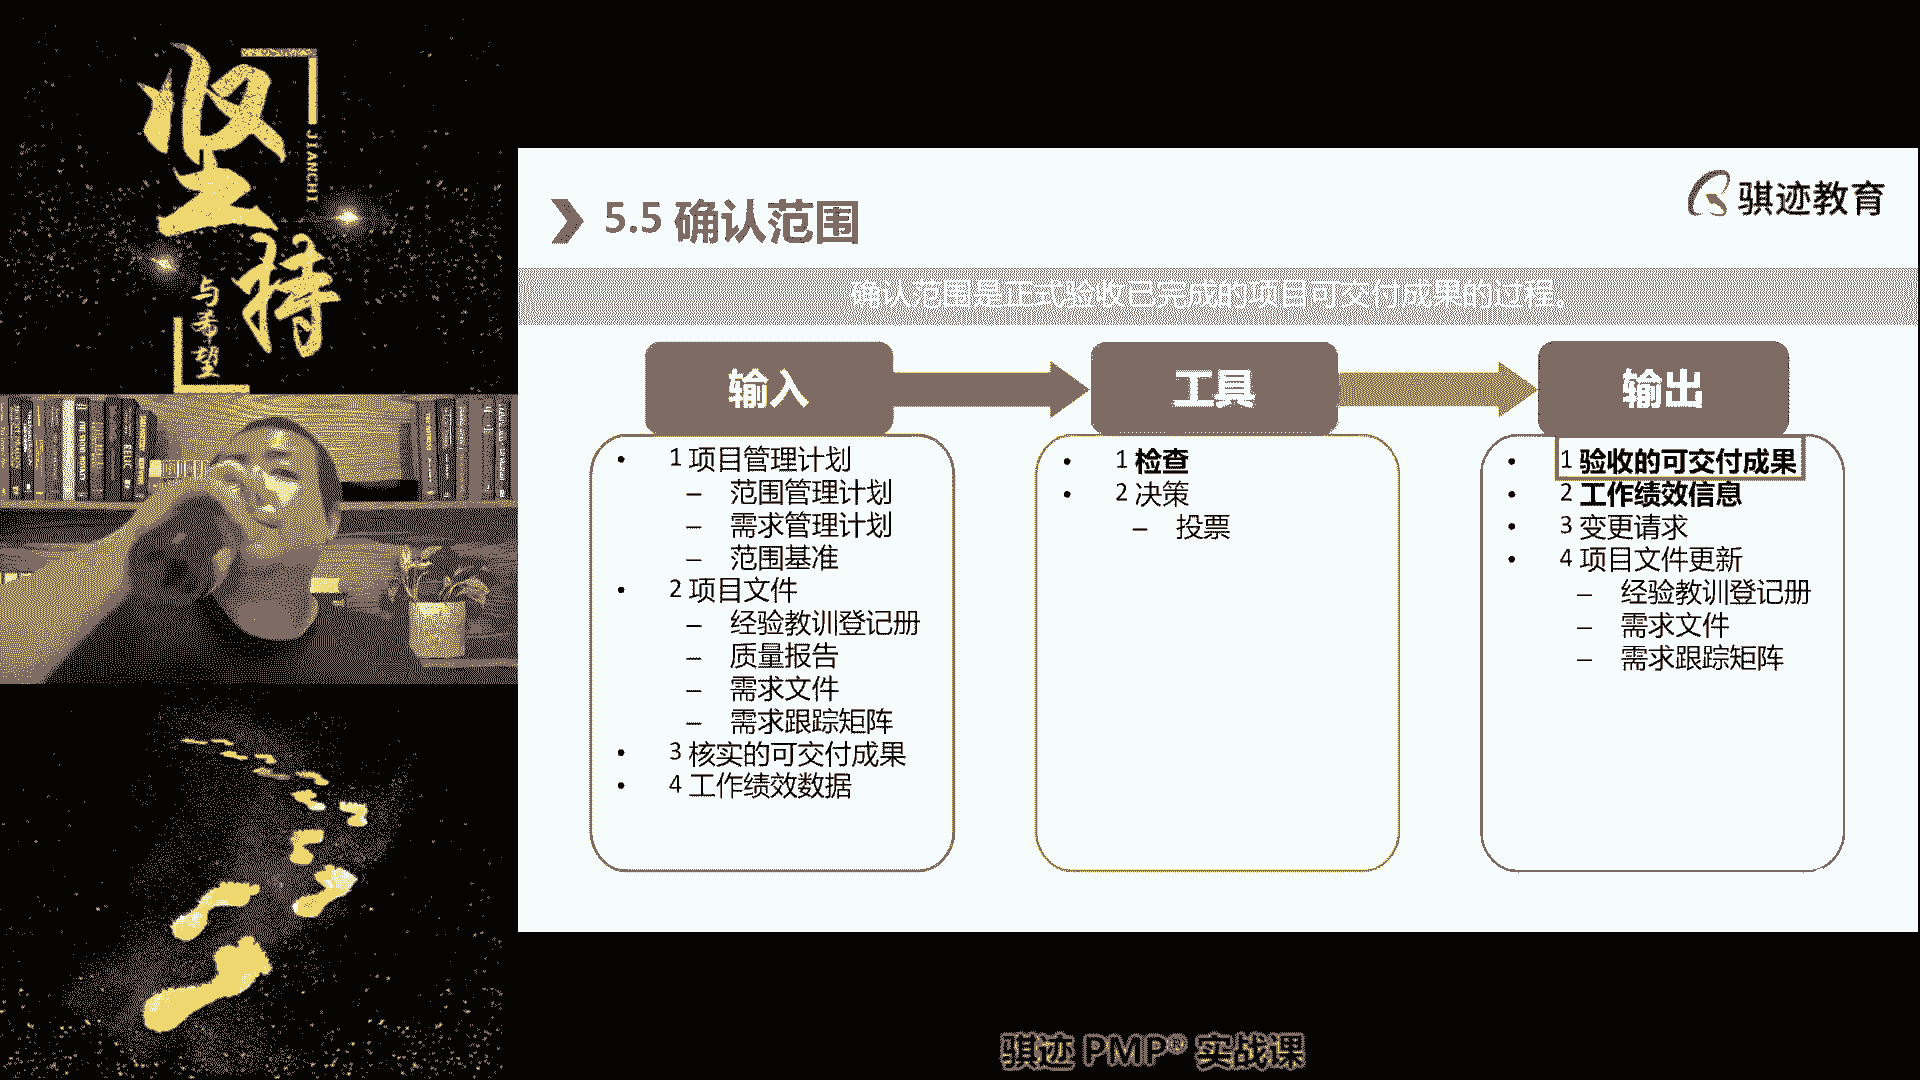 坚持
JIANCHI
与希望
骐迹教育
5.5 确认范围
确认范围是正式验收已完成的项目可交付成果的过程。
输入
• 1 项目管理计划
– 范围管理计划
– 需求管理计划
– 范围基准
• 2 项目文件
– 经验教训登记册
– 质量报告
– 需求文件
– 需求跟踪矩阵
• 3 核实的可交付成果
• 4 工作绩效数据
工具
• 1 检查
• 2 决策
– 投票
输出
• 1 验收的可交付成果
• 2 工作绩效信息
• 3 变更请求
• 4 项目文件更新
– 经验教训登记册
– 需求文件
– 需求跟踪矩阵
骐迹 PMP® 实战课